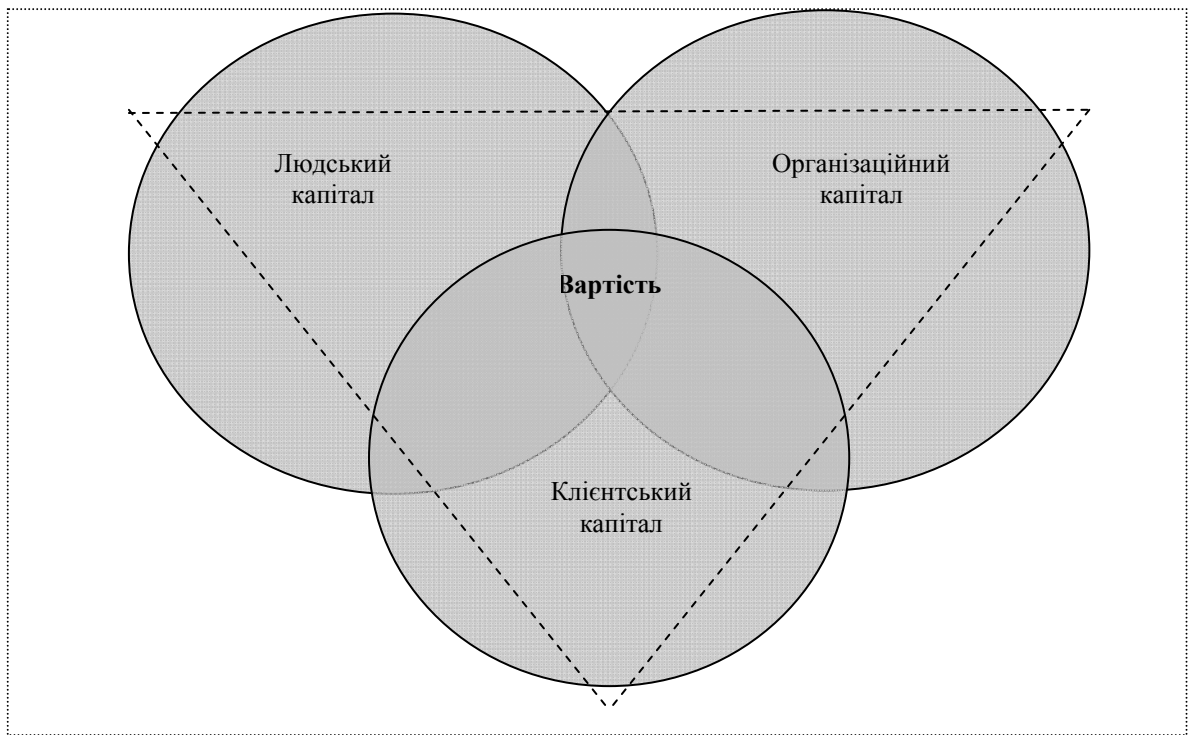 Людський
капітал
Організаційний
капітал
Вартість
Клієнтський
капітал